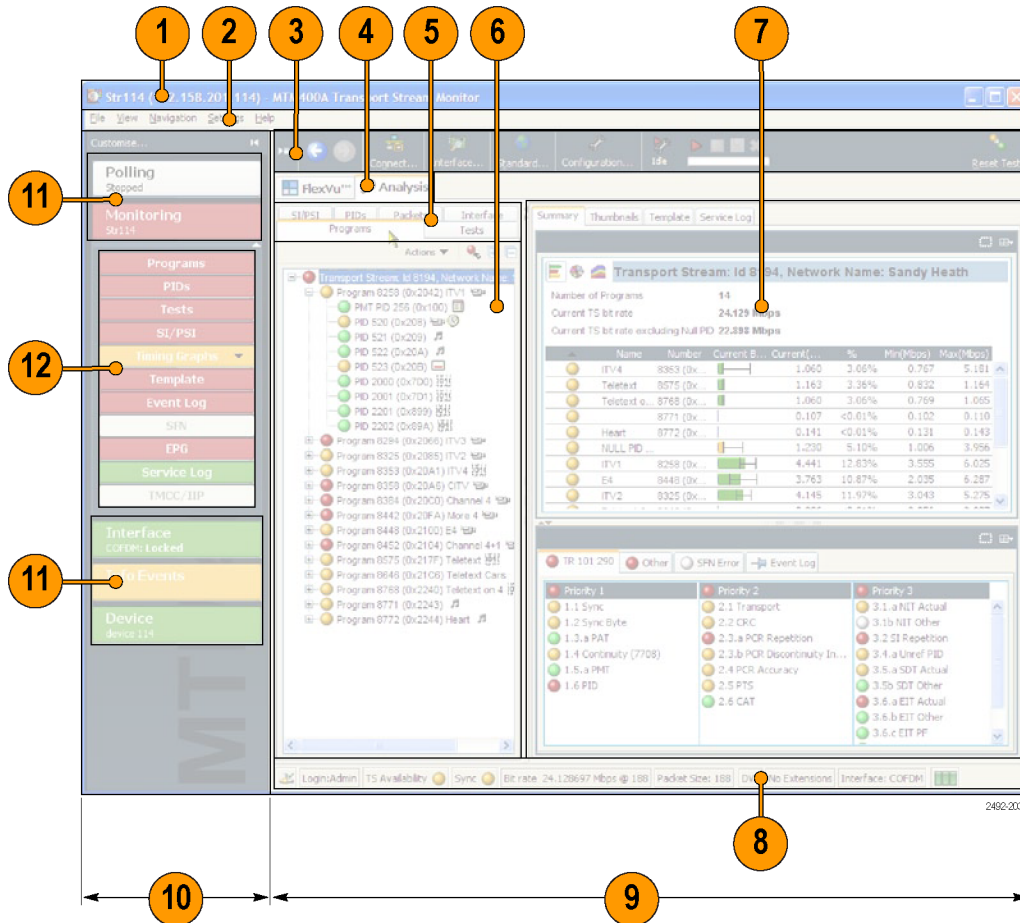 1 2 3 4 5 6 7
Str114 ( 2.158.201.114) - MTM400A Transport Stream Monitor
File View Navigation Help
Customise...
Connect... Interface... Standard... Configuration... Idle Reset Test
11
Polling
Stopped
Monitoring
Str114
FlexVu™ Analysis
SI/PSI PIDs Packets Interface
Programs Tests
Actions
Summary Thumbnails Template Service Log
12
Programs
PIDs
Tests
SI/PSI
Timing Graphs
Template
Event Log
SFN
EPG
Service Log
TMCC/IIP
11
Interface
COFDM: Locked
Info Events
Device
device 114
MT
Transport Stream: Id 8194, Network Name: S
Program 8258 (0x2042) ITV1
PMT PID 256 (0x100)
PID 520 (0x208)
PID 521 (0x209)
PID 522 (0x20A)
PID 523 (0x20B)
PID 2000 (0x7D0)
PID 2001 (0x7D1)
PID 2201 (0x899)
PID 2202 (0x89A)
Program 8294 (0x2066) ITV3
Program 8325 (0x2085) ITV2
Program 8353 (0x20A1) ITV4
Program 8358 (0x20A6) CITV
Program 8384 (0x20C0) Channel 4
Program 8442 (0x20FA) More 4
Program 8448 (0x2100) E4
Program 8452 (0x2104) Channel 4+1
Program 8575 (0x217F) Teletext
Program 8646 (0x21C6) Teletext Cars
Program 8768 (0x2240) Teletext on 4
Program 8771 (0x2243)
Program 8772 (0x2244) Heart
Transport Stream: Id 8194, Network Name: Sandy Heath
Number of Programs 14
Current TS bit rate 24.129 Mbps
Current TS bit rate excluding Null PID 22.898 Mbps
Name Number Current B... Current(... % Min(Mbps) Max(Mbps)
ITV4 8353 (0x... 1.060 3.06% 0.767 5.181
Teletext 8575 (0x... 1.163 3.36% 0.832 1.164
Teletext o... 8768 (0x... 1.060 3.06% 0.769 1.065
8771 (0x... 0.107 <0.01% 0.102 0.110
Heart 8772 (0x... 0.141 <0.01% 0.131 0.143
NULL PID ... 1.230 5.10% 1.006 3.956
ITV1 8258 (0x... 4.441 12.83% 3.555 6.025
E4 8448 (0x... 3.763 10.87% 2.035 6.287
ITV2 8325 (0x... 4.145 11.97% 3.043 5.275
TR 101 290 Other SFN Error Event Log
Priority 1 Priority 2 Priority 3
1.1 Sync 2.1 Transport 3.1.a NIT Actual
1.2 Sync Byte 2.2 CRC 3.1b NIT Other
1.3.a PAT 2.3.a PCR Repetition 3.2 SI Repetition
1.4 Continuity (7708) 2.3.b PCR Discontinuity In... 3.4.a Unref PID
1.5.a PMT 2.4 PCR Accuracy 3.5.a SDT Actual
1.6 PID 2.5 PTS 3.5b SDT Other
2.6 CAT 3.6.a EIT Actual
3.6.b EIT Other
3.6.c EIT PF
Login:Admin TS Availability Sync Bit rate 24.128697 Mbps @ 188 Packet Size: 188 No Extensions Interface: COFDM
2492-203
8
10 9